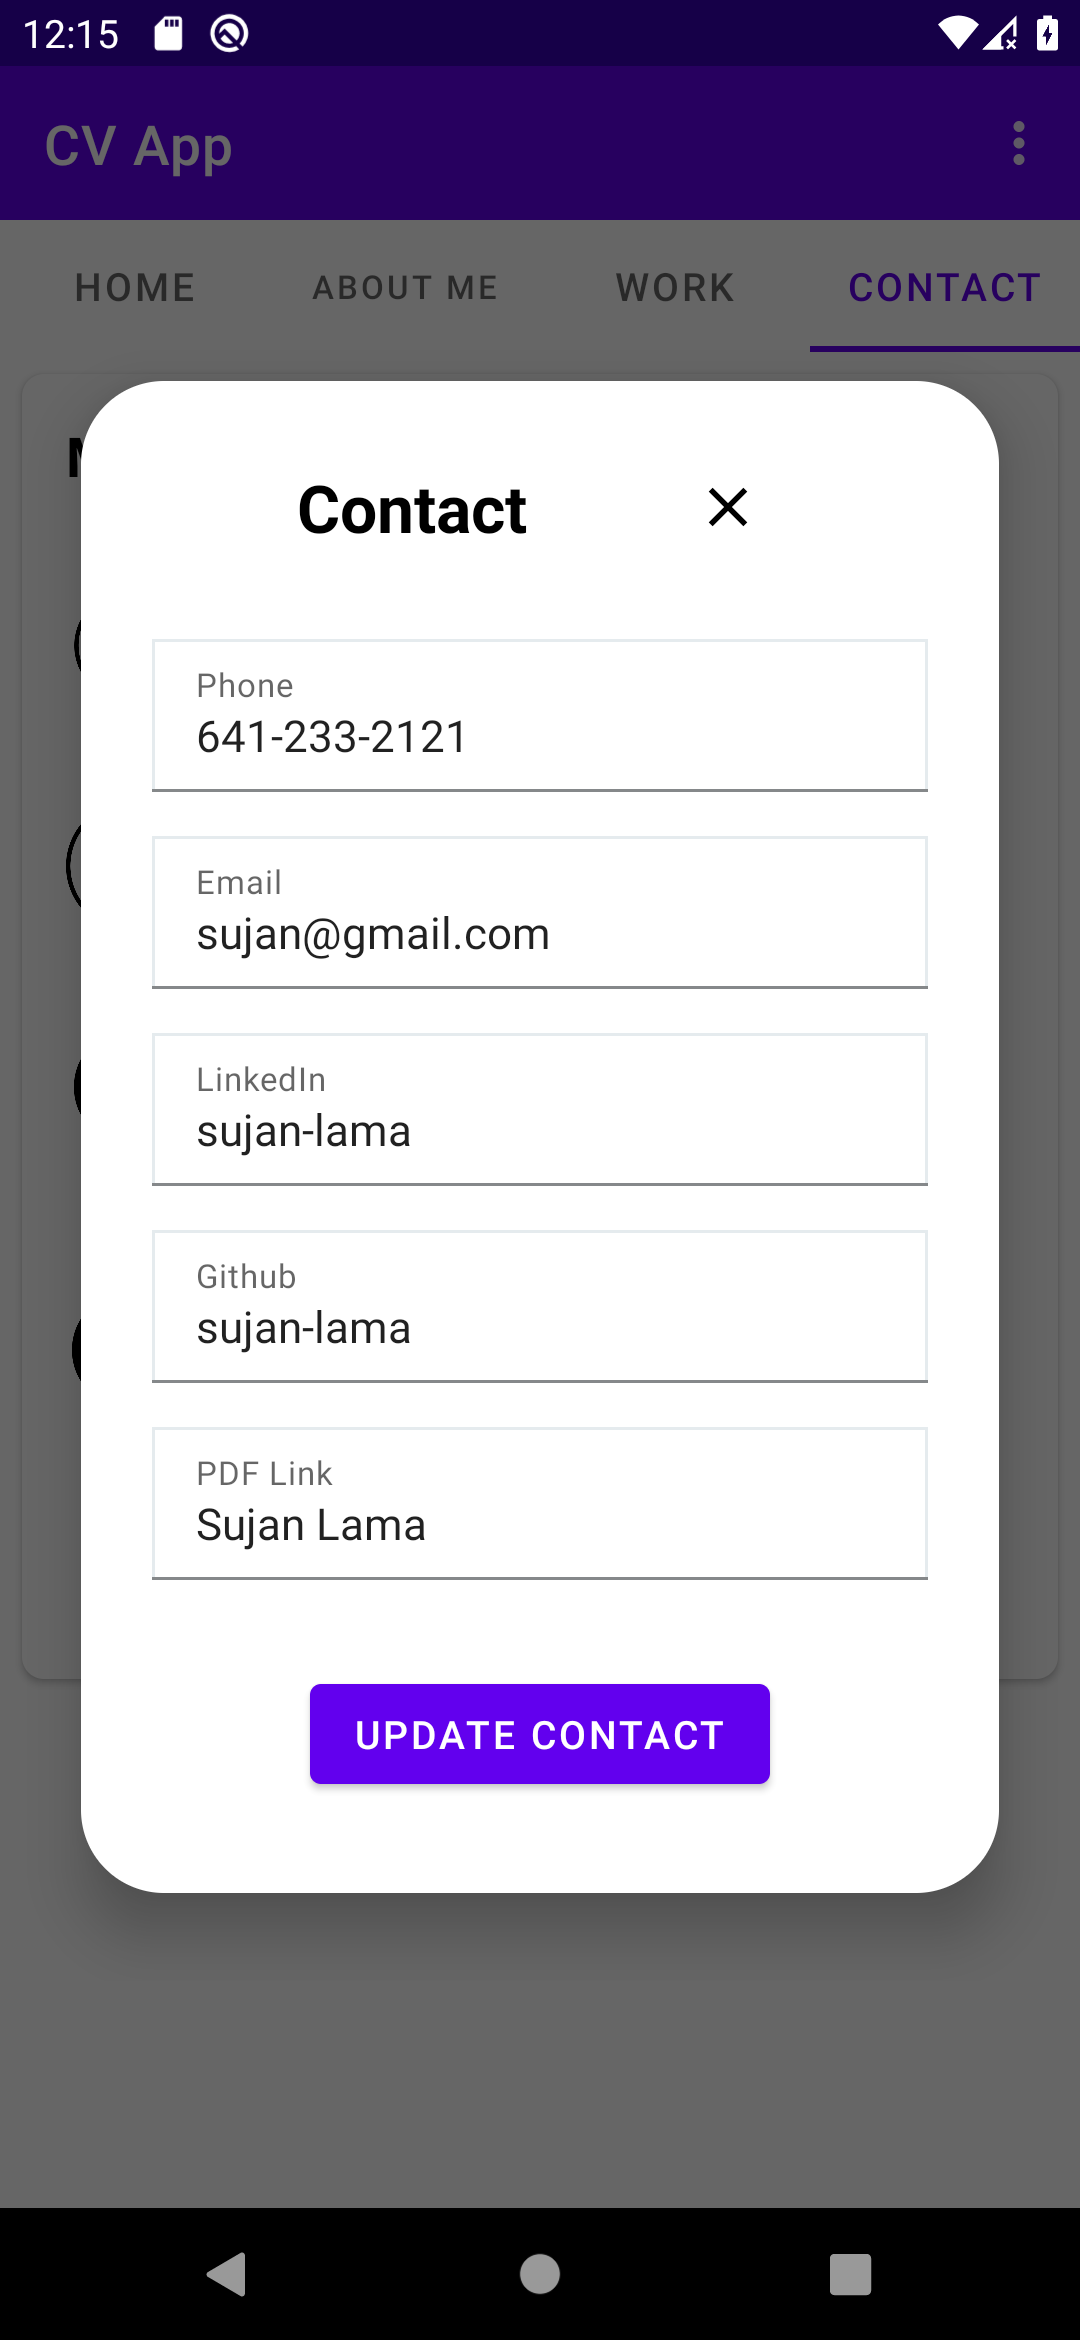 12:15
CV App
HOME
ABOUT ME
WORK
CONTACT
Contact
Phone
641-233-2121
Email
sujan@gmail.com
LinkedIn
sujan-lama
Github
sujan-lama
PDF Link
Sujan Lama
UPDATE CONTACT